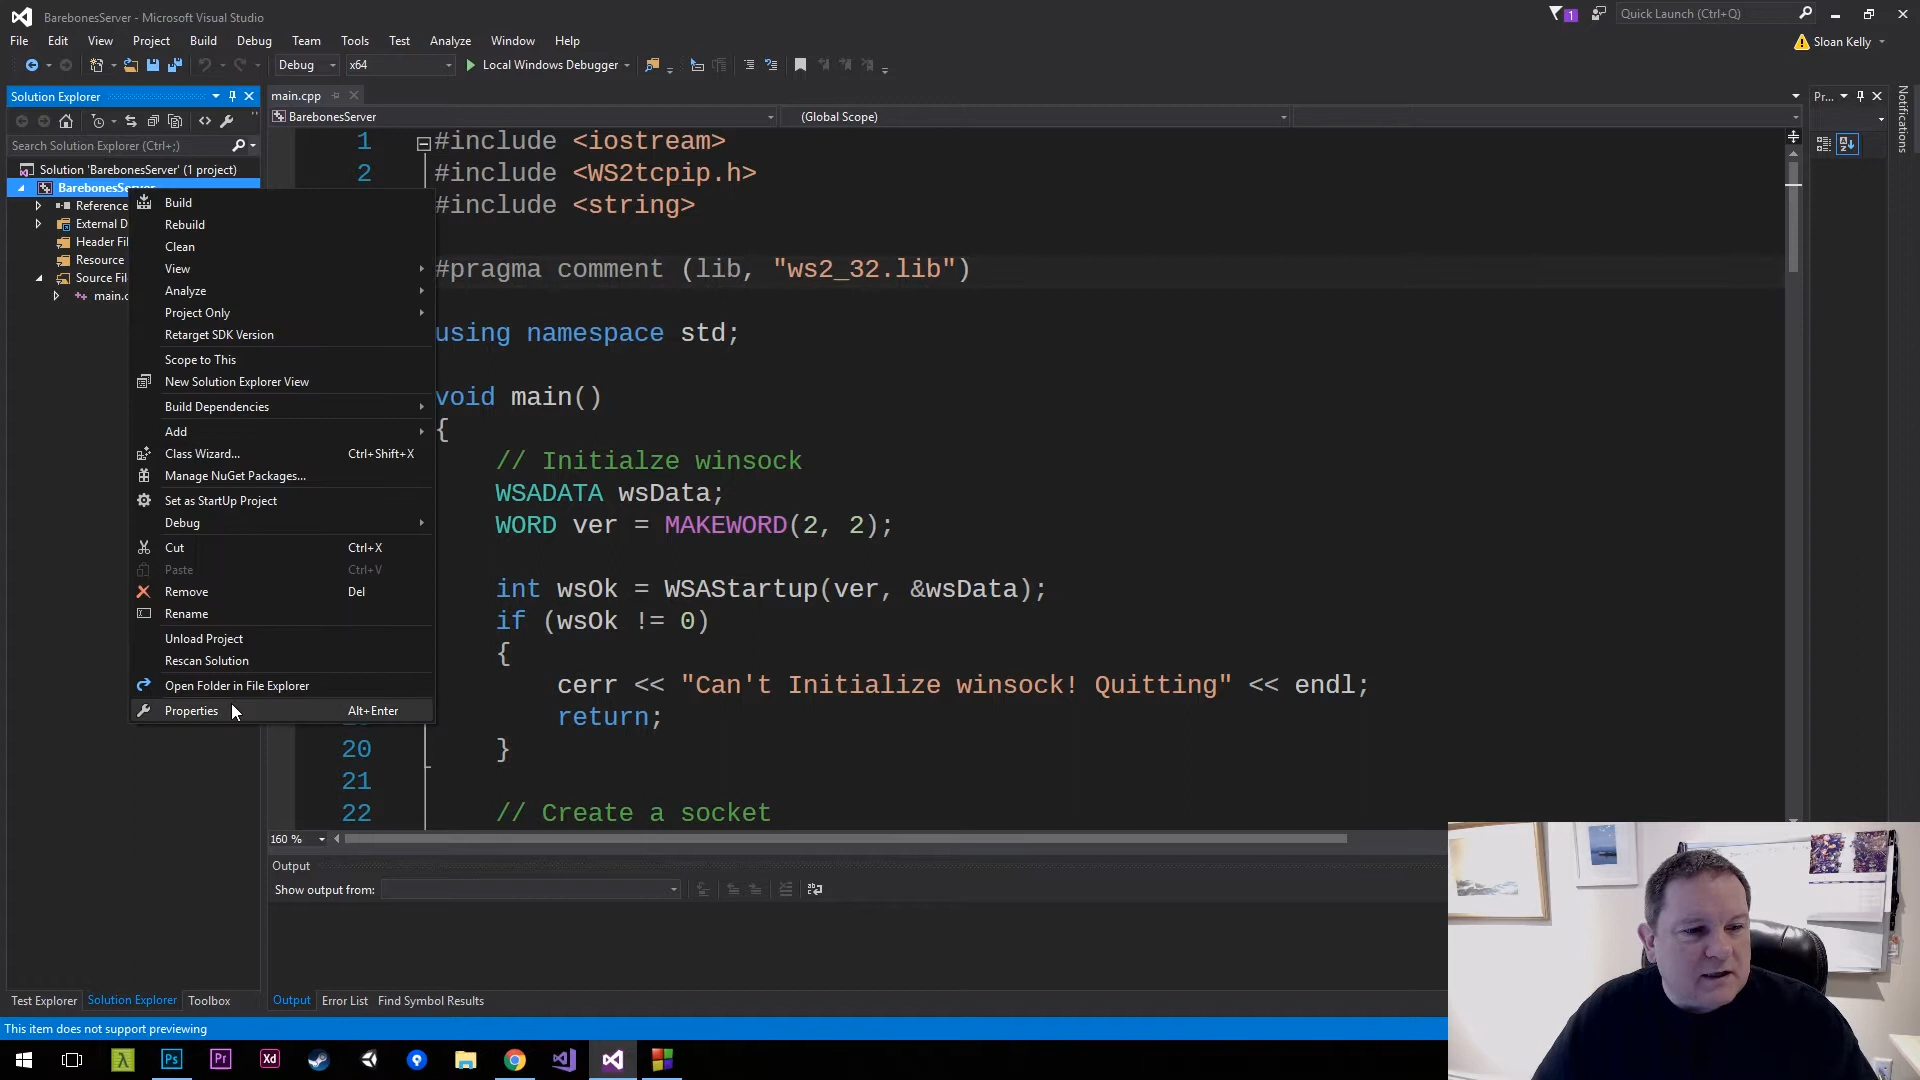 BarebonesServer - Microsoft Visual Studio
1
Quick Launch (Ctrl+Q)
File Edit View Project Build Debug Team Tools Test Analyze Window Help
Sloan Kelly
Debug
x64
Local Windows Debugger
Solution Explorer
main.cpp
Pr...
Notifications
BarebonesServer
(Global Scope)
Search Solution Explorer (Ctrl+;)
Solution 'BarebonesServer' (1 project)
BarebonesServer
Reference
External D
Header Fil
Resource
Source Fil
main.c
Build
Rebuild
Clean
View
Analyze
Project Only
Retarget SDK Version
Scope to This
New Solution Explorer View
Build Dependencies
Add
Class Wizard... Ctrl+Shift+X
Manage NuGet Packages...
Set as StartUp Project
Debug
Cut Ctrl+X
Paste Ctrl+V
Remove Del
Rename
Unload Project
Rescan Solution
Open Folder in File Explorer
Properties Alt+Enter
1 #include <iostream>
2 #include <WS2tcpip.h>
#include <string>
#pragma comment (lib, "ws2_32.lib")
using namespace std;
void main()
{
// Initialze winsock
WSADATA wsData;
WORD ver = MAKEWORD(2, 2);
int wsOk = WSAStartup(ver, &wsData);
if (wsOk != 0)
{
cerr << "Can't Initialize winsock! Quitting" << endl;
return;
20 }
21
22 // Create a socket
160 %
Output
Show output from:
Test Explorer Solution Explorer Toolbox
Output Error List Find Symbol Results
This item does not support previewing
Ps
Pr
Xd